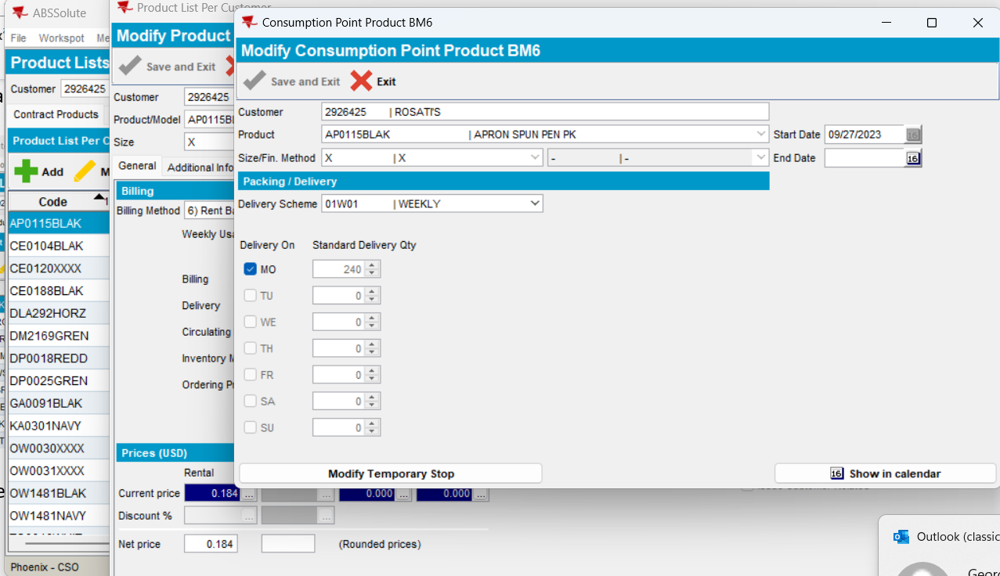 ABSSolute
File Workspot Me
Product Lists
Customer 2926425
Contract Products
Product List Per C
Add M
Code 1
AP0115BLAK
CE0104BLAK
CE0120XXXX
CE0188BLAK
DLA292HORZ
DM2169GREN
DP0018REDD
DP0025GREN
GA0091BLAK
KA0301NAVY
OW0030XXXX
OW0031XXXX
OW1481BLAK
OW1481NAVY
Phoenix - CSO
Product List Per Customer
Modify Product
Save and Exit
Customer 2926425
Product/Model AP0115BL
Size X
General Additional Info
Billing
Billing Method 6) Rent Ba
Weekly Usa
Billing
Delivery
Circulating
Inventory M
Ordering Pr
Prices (USD)
Rental
Current price 0.184 ... ... 0.000 ... 0.000 ...
Discount % ... ...
Net price 0.184 (Rounded prices)
Consumption Point Product BM6
Modify Consumption Point Product BM6
Save and Exit Exit
Customer 2926425 | ROSATI'S
Product AP0115BLAK | APRON SPUN PEN PK Start Date 09/27/2023 16
Size/Fin. Method X | X - | - End Date 16
Packing / Delivery
Delivery Scheme 01W01 | WEEKLY
Delivery On Standard Delivery Qty
MO 240
TU 0
WE 0
TH 0
FR 0
SA 0
SU 0
Modify Temporary Stop 16 Show in calendar
Outlook (classic
Georg